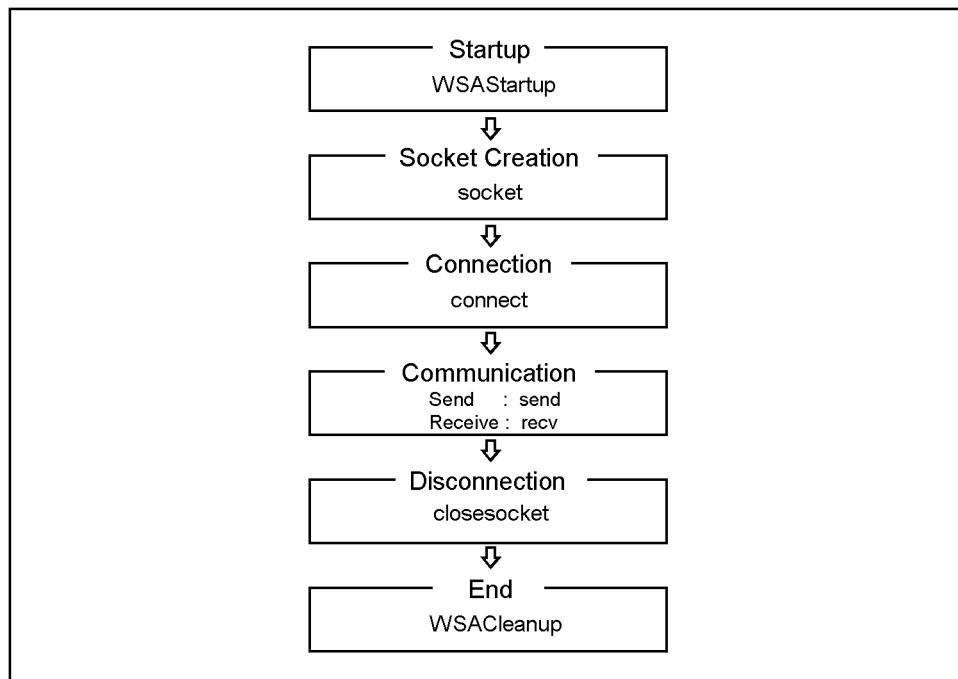 Startup
WSAStartup
Socket Creation
socket
Connection
connect
Communication
Send : send
Receive : recv
Disconnection
closesocket
End
WSACleanup